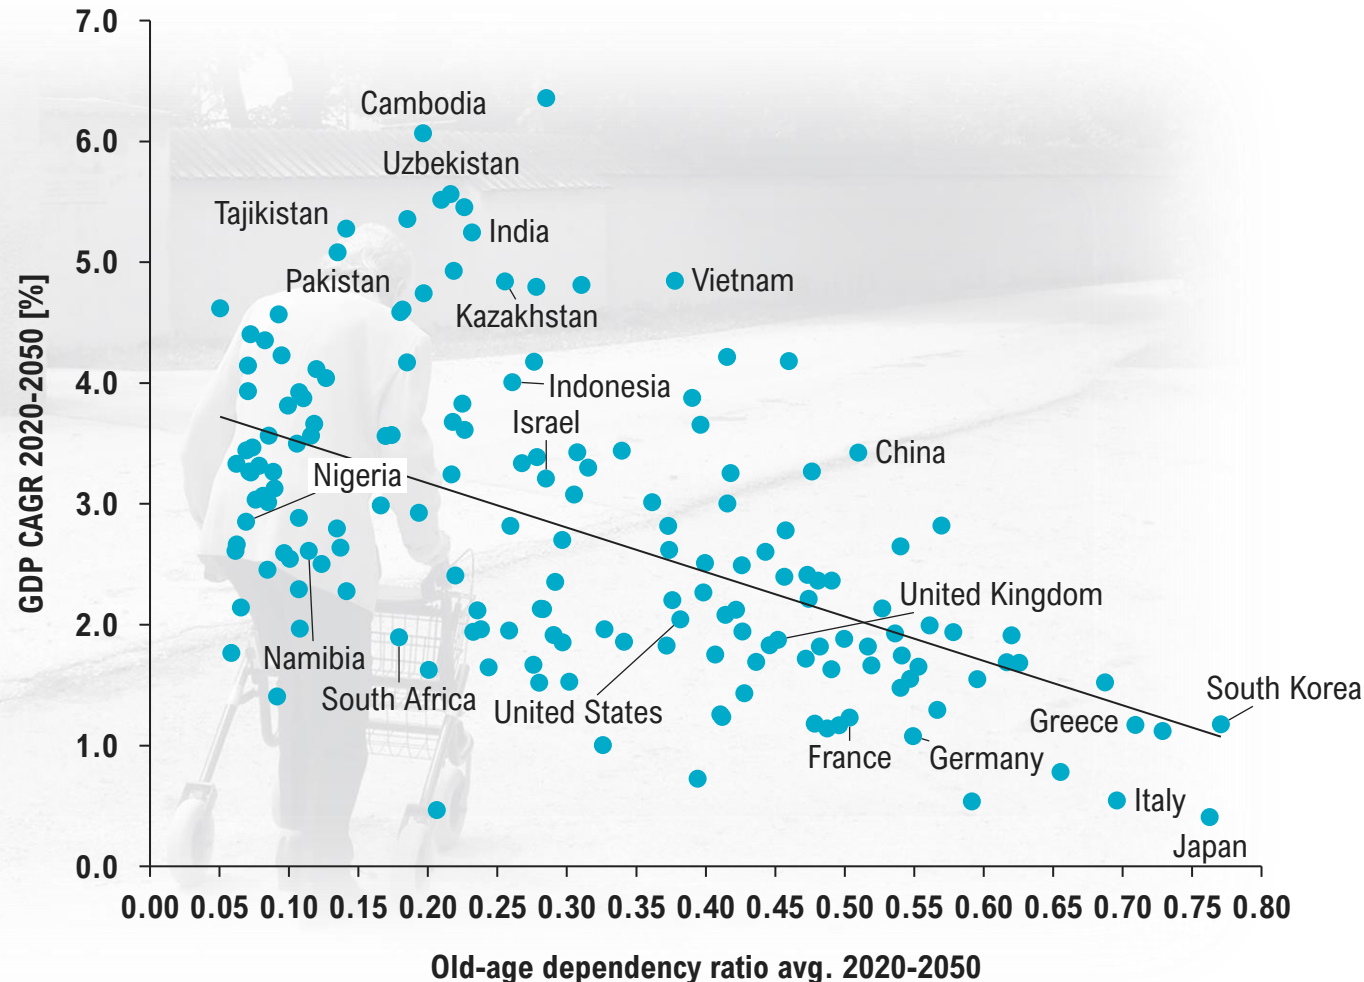 7.0
6.0
5.0
4.0
3.0
2.0
1.0
0.0
GDP CAGR 2020-2050 [%]
Cambodia
Uzbekistan
Tajikistan
India
Pakistan
Vietnam
Kazakhstan
Indonesia
Israel
China
Nigeria
United Kingdom
Namibia
South Africa
United States
South Korea
Greece
France
Germany
Italy
Japan
0.00 0.05 0.10 0.15 0.20 0.25 0.30 0.35 0.40 0.45 0.50 0.55 0.60 0.65 0.70 0.75 0.80
Old-age dependency ratio avg. 2020-2050